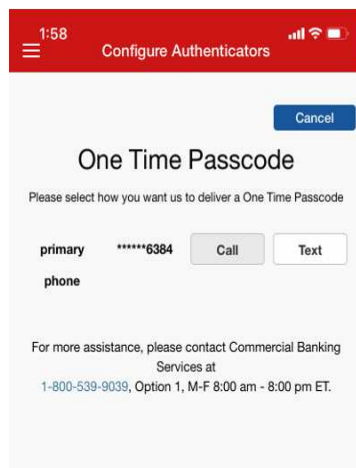 1:58
Configure Authenticators
Cancel
One Time Passcode
Please select how you want us to deliver a One Time Passcode
primary phone ******6384 Call Text
For more assistance, please contact Commercial Banking
Services at
1-800-539-9039, Option 1, M-F 8:00 am - 8:00 pm ET.